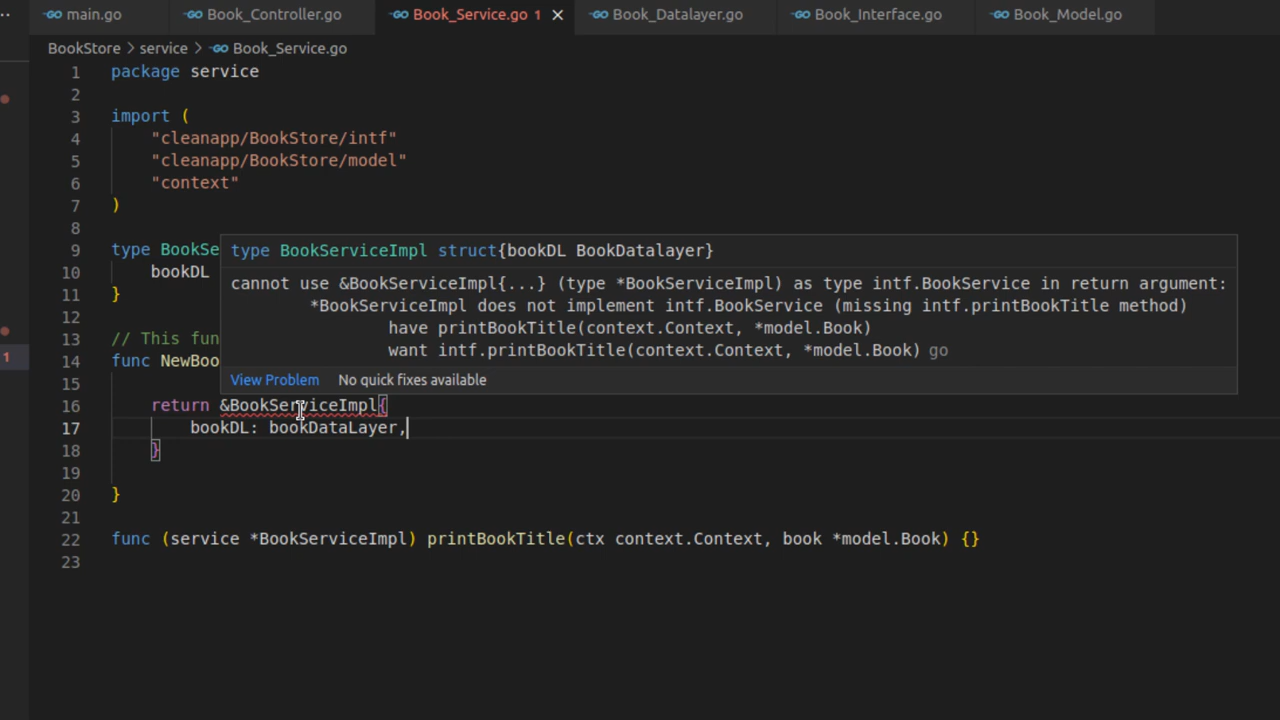 main.go Book_Controller.go Book_Service.go 1 Book_Datalayer.go Book_Interface.go Book_Model.go
BookStore > service > Book_Service.go
1 package service
2
3 import (
4 "cleanapp/BookStore/intf"
5 "cleanapp/BookStore/model"
6 "context"
7 )
8
9 type BookSe
type BookServiceImpl struct{bookDL BookDatalayer}
10 bookDL
cannot use &BookServiceImpl{...} (type *BookServiceImpl) as type intf.BookService in return argument:
11 }
*BookServiceImpl does not implement intf.BookService (missing intf.printBookTitle method)
12
have printBookTitle(context.Context, *model.Book)
13 // This fun
want intf.printBookTitle(context.Context, *model.Book) go
1
14 func NewBoo
15
View Problem No quick fixes available
16 return &BookServiceImpl{
17 bookDL: bookDataLayer,
18 }
19
20 }
21
22 func (service *BookServiceImpl) printBookTitle(ctx context.Context, book *model.Book) {}
23